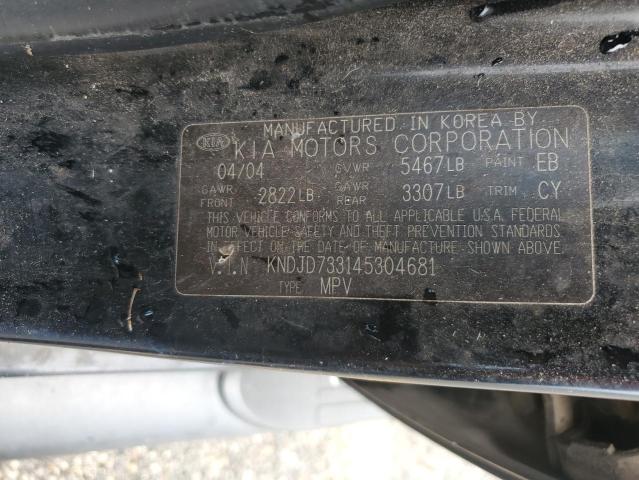 MANUFACTURED IN KOREA BY
KIA KIA MOTORS CORPORATION
04/04 GVWR 5467LB PAINT EB
GAWR FRONT 2822LB GAWR REAR 3307LB TRIM CY
THIS VEHICLE CONFORMS TO ALL APPLICABLE U.S.A. FEDERAL
MOTOR VEHICLE SAFETY AND THEFT PREVENTION STANDARDS
IN EFFECT ON THE DATE OF MANUFACTURE SHOWN ABOVE.
V.I.N KNDJD733145304681
TYPE MPV